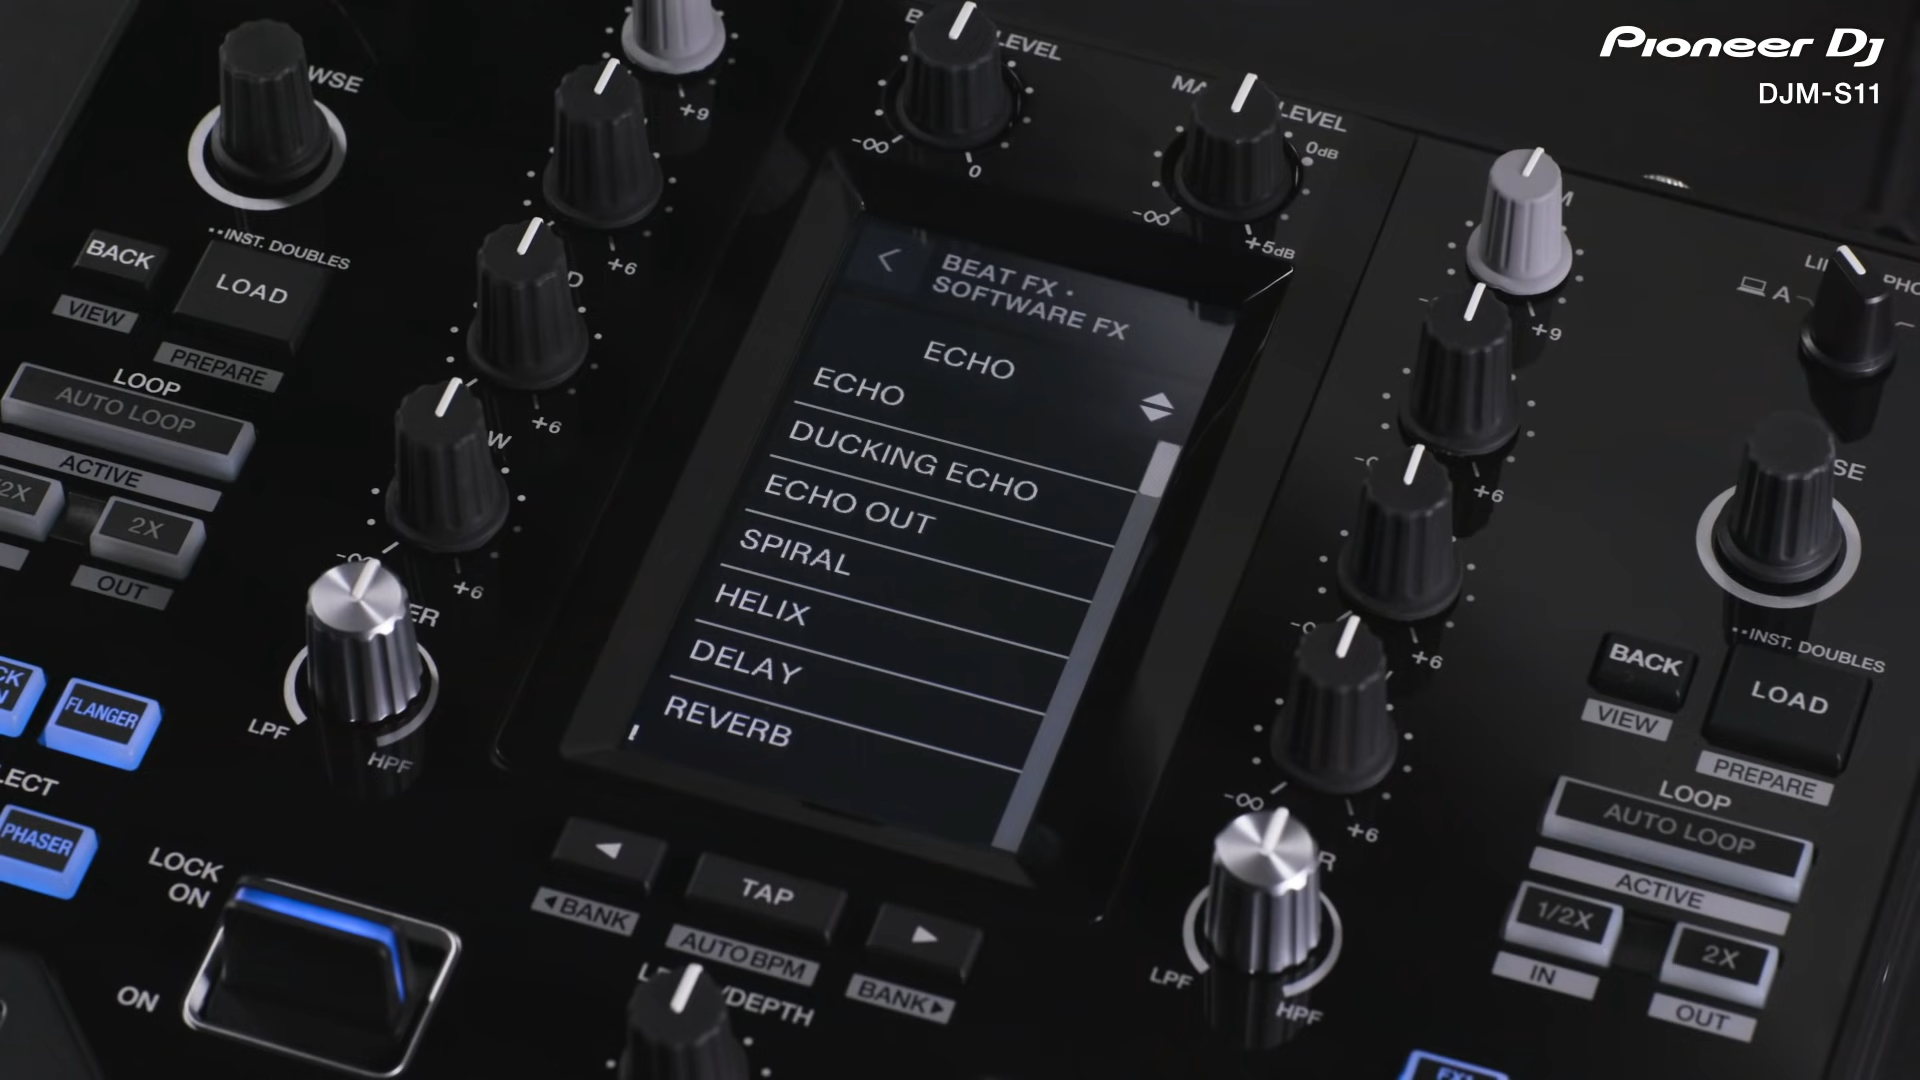 Pioneer Dj
DJM-S11
LEVEL
-∞
0
LEVEL
0dB
-∞
+5dB
+9
+6
+6
-∞
+6
LPF
HPF
BACK
VIEW
INST. DOUBLES
LOAD
PREPARE
LOOP
AUTO LOOP
ACTIVE
2X
OUT
FLANGER
PHASER
LOCK
ON
ON
BEAT FX •
SOFTWARE FX
ECHO
ECHO
DUCKING ECHO
ECHO OUT
SPIRAL
HELIX
DELAY
REVERB
BANK
TAP
AUTO BPM
BANK
/DEPTH
A
+9
+6
+6
-∞
+6
LPF
HPF
BACK
VIEW
INST. DOUBLES
LOAD
PREPARE
LOOP
AUTO LOOP
ACTIVE
1/2X
IN
2X
OUT